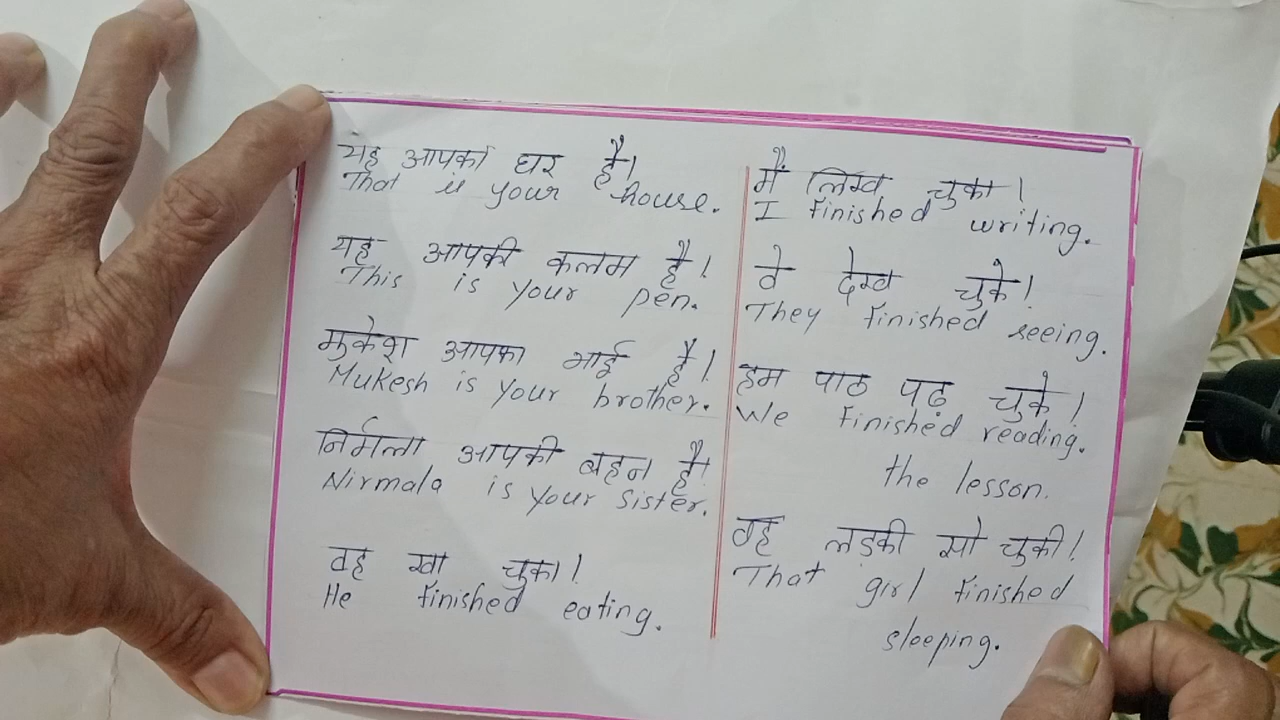 यह आपका घर है।
That is your house.
यह आपकी कलम है।
This is your pen.
मुकेश आपका भाई है।
Mukesh is your brother.
निर्मला आपकी बहन है।
Nirmala is your sister.
वह खा चुका।
He finished eating.
मैं लिख चुका।
I finished writing.
वे देख चुके।
They finished seeing.
हम पाठ पढ़ चुके।
We finished reading.
the lesson.
वह लड़की सो चुकी।
That girl finished
sleeping.